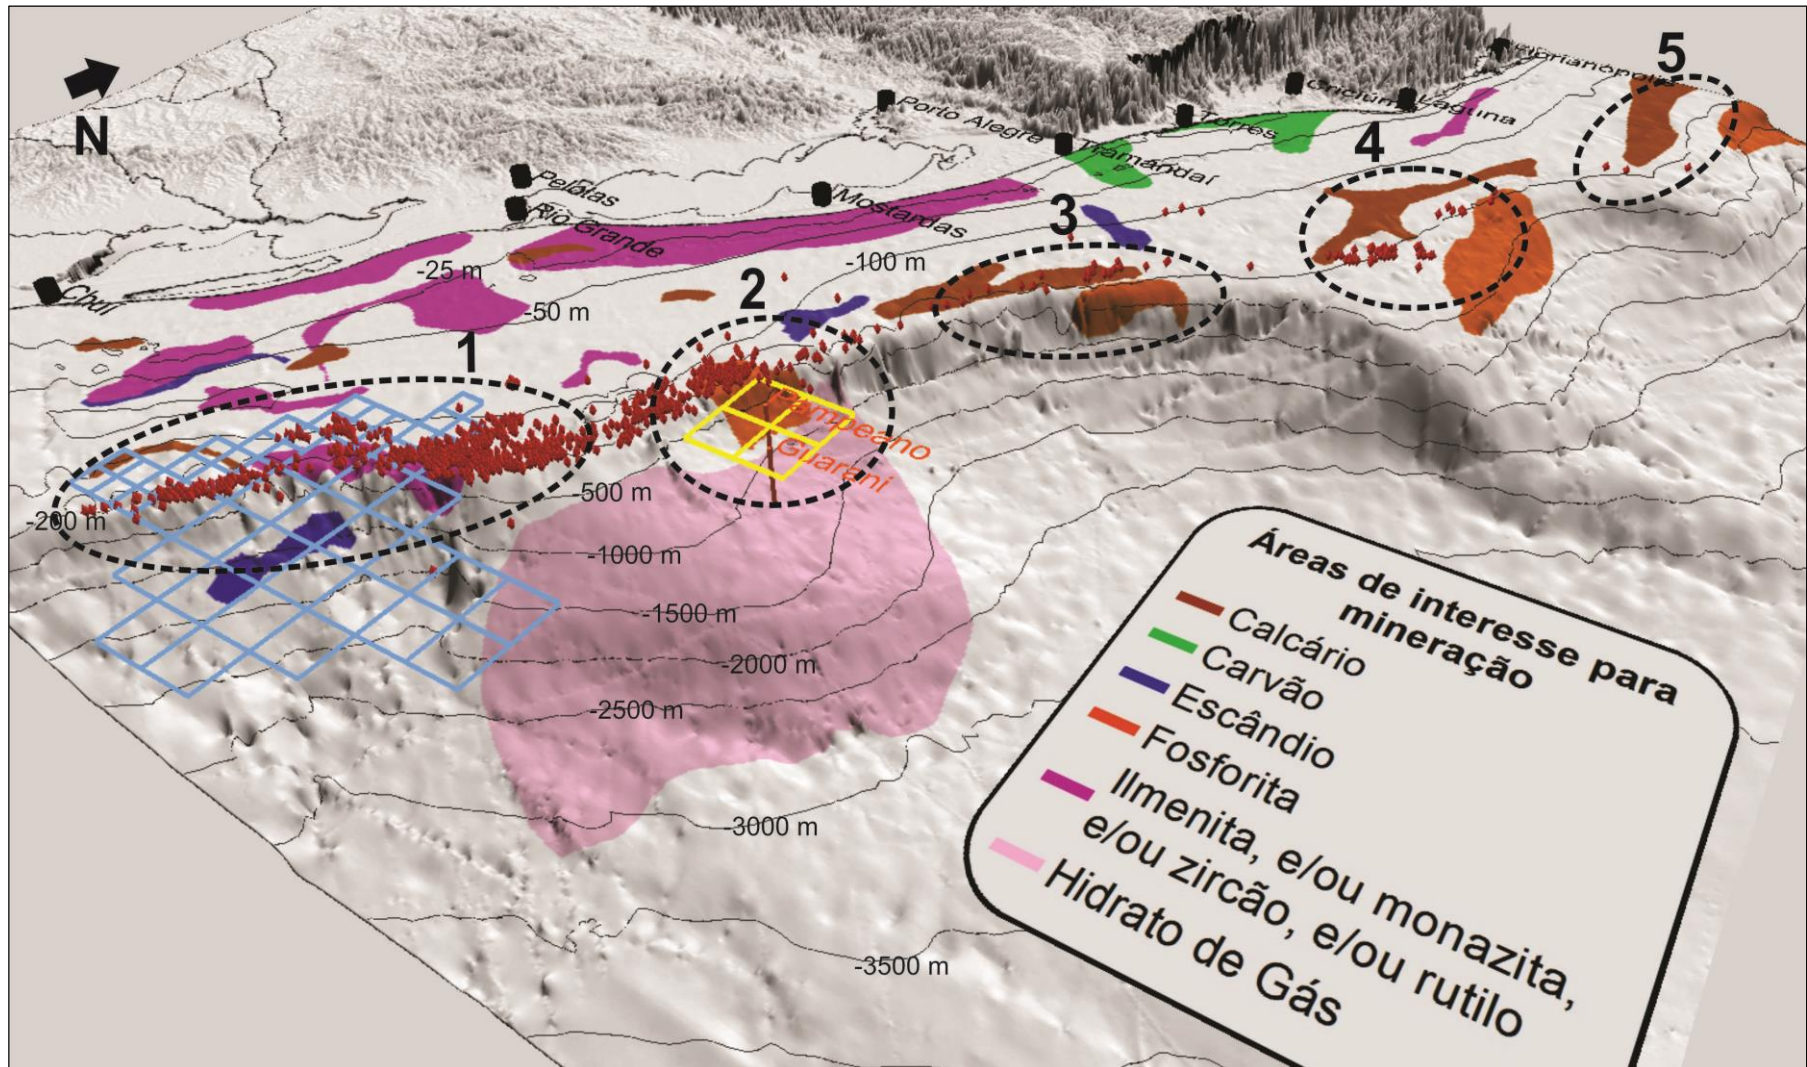 5
Florianópolis
N
Criciúma
Laguna
Porto Alegre
Torres
4
Tramandaí
Pelotas
Mostardas
3
Rio Grande
-25 m
-100 m
Chuí
2
-50 m
1
Pampeano
Guarani
-500 m
-200 m
-1000 m
-1500 m
-2000 m
-2500 m
-3000 m
-3500 m
Áreas de interesse para
mineração
Calcário
Carvão
Escândio
Fosforita
Ilmenita, e/ou monazita,
e/ou zircão, e/ou rutilo
Hidrato de Gás